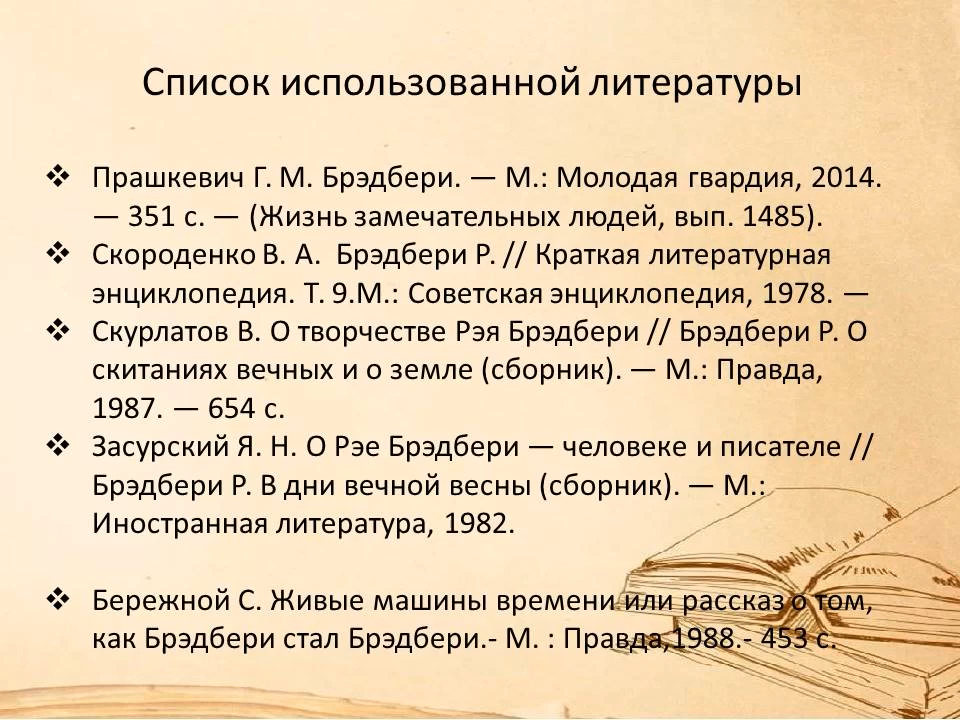 Список использованной литературы
❖ Прашкевич Г. М. Брэдбери. — М.: Молодая гвардия, 2014.
— 351 с. — (Жизнь замечательных людей, вып. 1485).
❖ Скороденко В. А.  Брэдбери Р. // Краткая литературная
энциклопедия. Т. 9.М.: Советская энциклопедия, 1978. —
❖ Скурлатов В. О творчестве Рэя Брэдбери // Брэдбери Р. О
скитаниях вечных и о земле (сборник). — М.: Правда,
1987. — 654 с.
❖ Засурский Я. Н. О Рэе Брэдбери — человеке и писателе //
Брэдбери Р. В дни вечной весны (сборник). — М.:
Иностранная литература, 1982.
❖ Бережной С. Живые машины времени или рассказ о том,
как Брэдбери стал Брэдбери.- М. : Правда,1988.- 453 с.